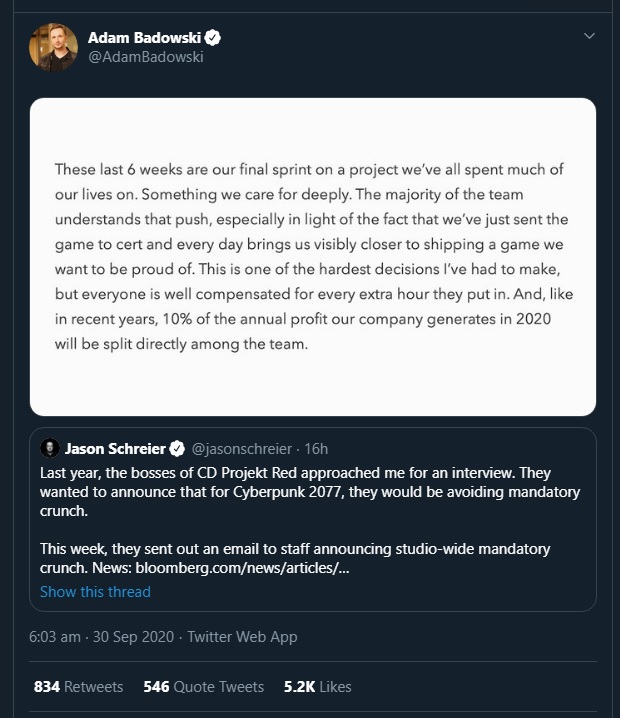 Adam Badowski
@AdamBadowski
These last 6 weeks are our final sprint on a project we've all spent much of
our lives on. Something we care for deeply. The majority of the team
understands that push, especially in light of the fact that we've just sent the
game to cert and every day brings us visibly closer to shipping a game we
want to be proud of. This is one of the hardest decisions I've had to make,
but everyone is well compensated for every extra hour they put in. And, like
in recent years, 10% of the annual profit our company generates in 2020
will be split directly among the team.
Jason Schreier @jasonschreier · 16h
Last year, the bosses of CD Projekt Red approached me for an interview. They
wanted to announce that for Cyberpunk 2077, they would be avoiding mandatory
crunch.
This week, they sent out an email to staff announcing studio-wide mandatory
crunch. News: bloomberg.com/news/articles/...
Show this thread
6:03 am · 30 Sep 2020 · Twitter Web App
834 Retweets 546 Quote Tweets 5.2K Likes